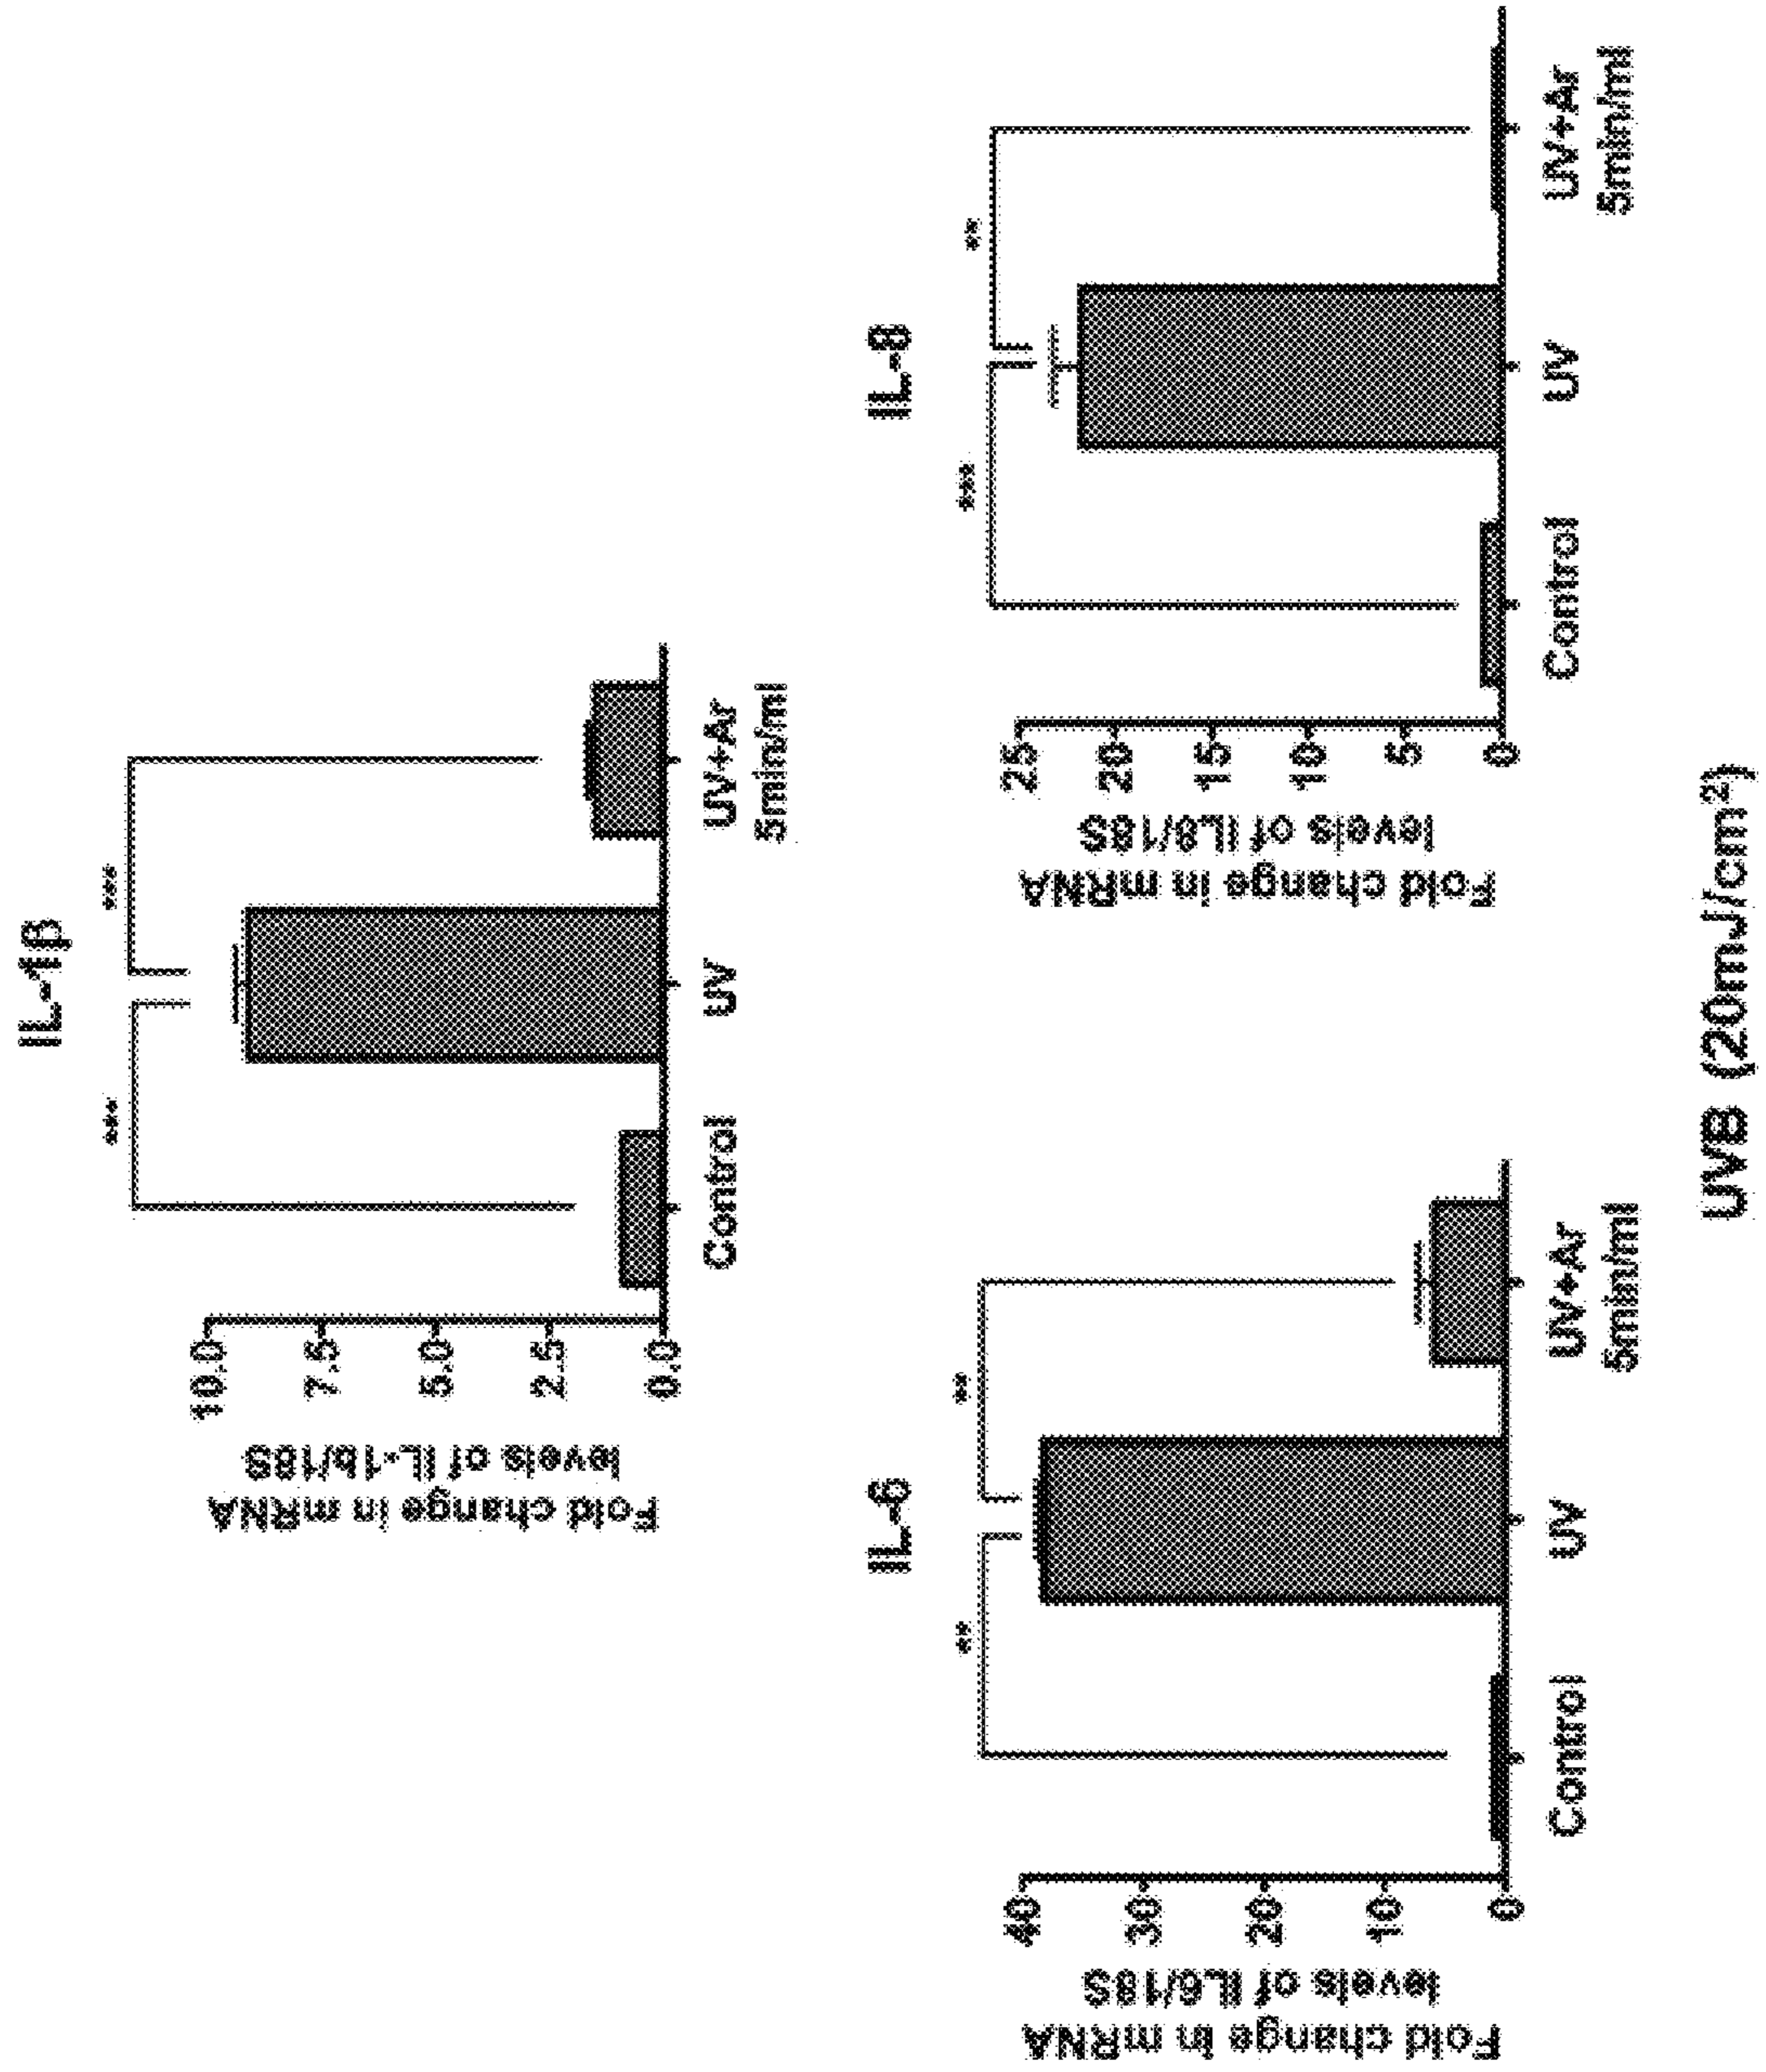 IL-1β
***
***
Fold change in mRNA
levels of IL-1b/18S
10.0
7.5
5.0
2.5
0.0
Control
UV
UV+Ar
5min/ml
IL-6
**
**
Fold change in mRNA
levels of IL6/18S
40
30
20
10
0
Control
UV
UV+Ar
5min/ml
IL-8
***
**
Fold change in mRNA
levels of IL8/18S
25
20
15
10
5
0
Control
UV
UV+Ar
5min/ml
UVB (20mJ/cm²)